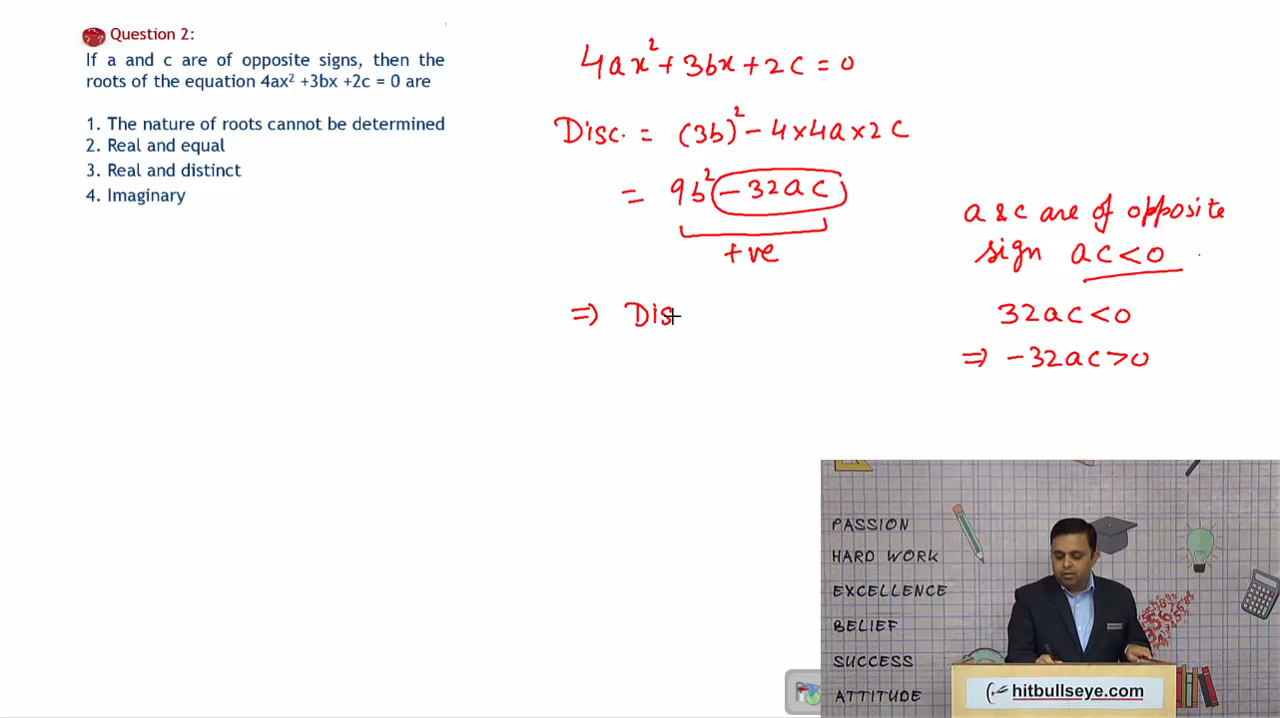 Question 2:
If a and c are of opposite signs, then the
roots of the equation 4ax² +3bx +2c = 0 are
1. The nature of roots cannot be determined
2. Real and equal
3. Real and distinct
4. Imaginary
4ax² + 3bx + 2c = 0
Disc. = (3b)² - 4×4a×2c
= 9b² - 32ac
+ve
⇒ Dis
a & c are of opposite
sign ac < 0
32ac < 0
⇒ -32ac > 0
PASSION
HARD WORK
EXCELLENCE
BELIEF
SUCCESS
ATTITUDE
hitbullseye.com